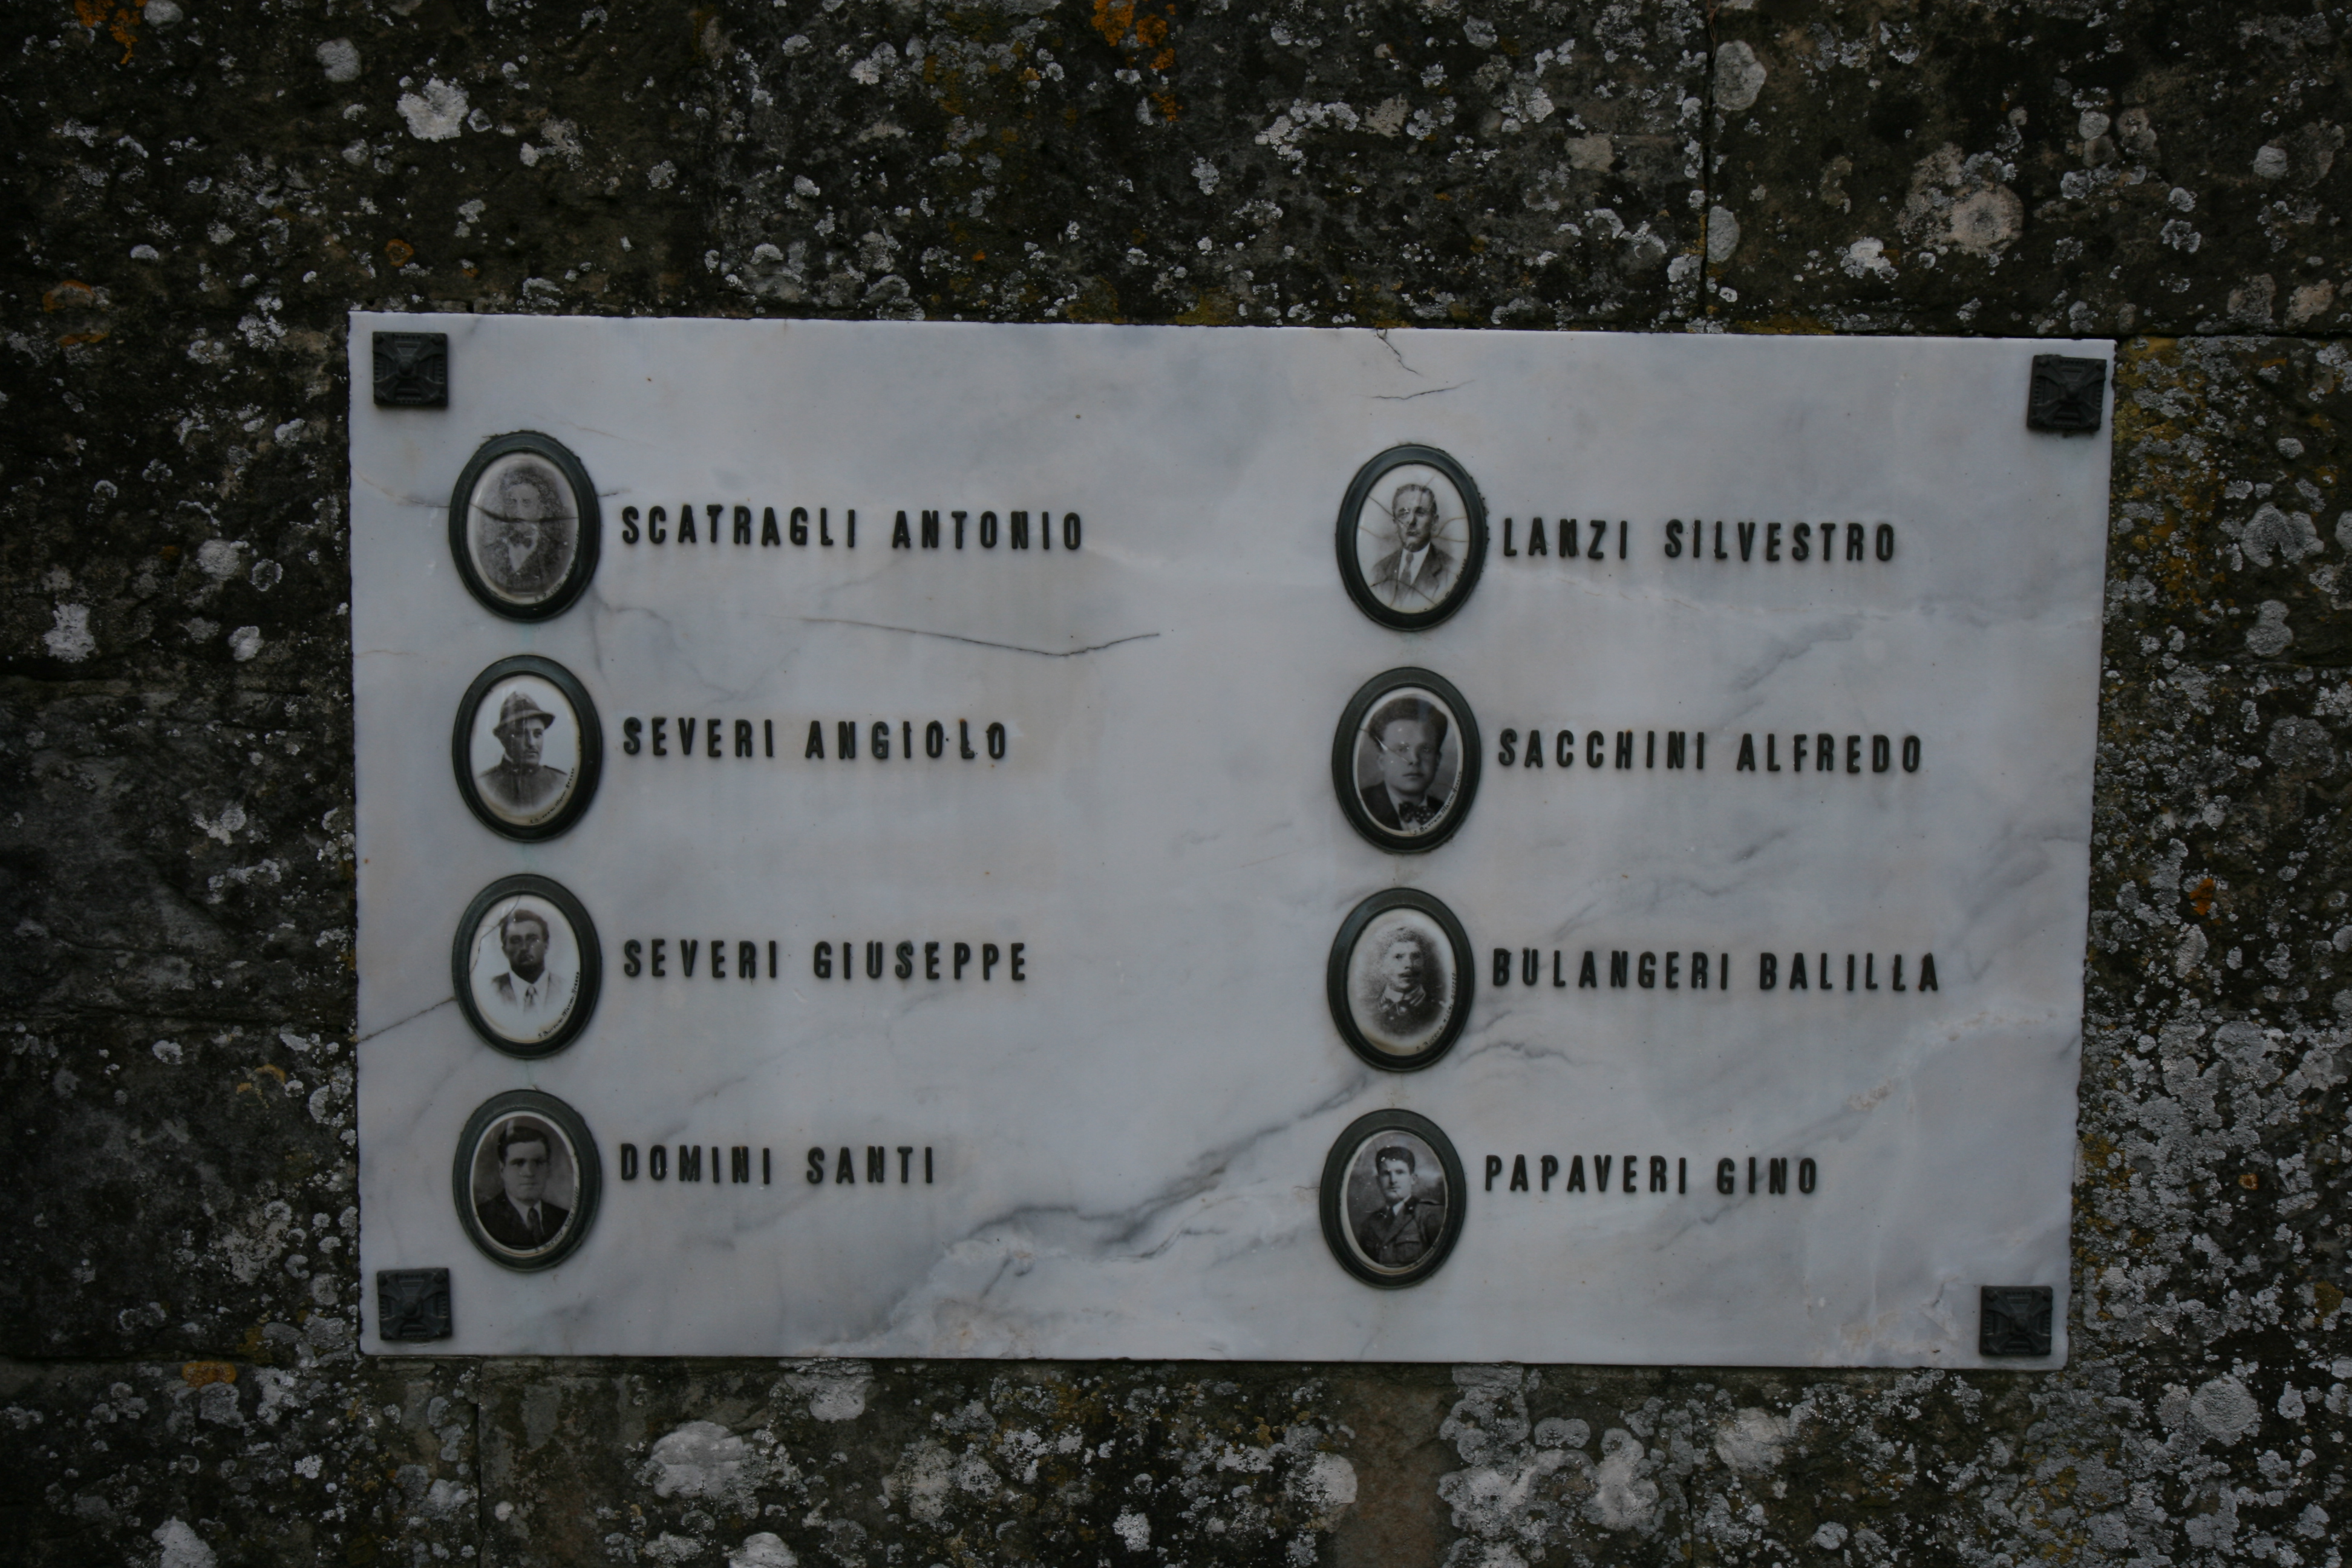 SCATRAGLI ANTONIO
SEVERI ANGIOLO
SEVERI GIUSEPPE
DOMINI SANTI
LANZI SILVESTRO
SACCHINI ALFREDO
BULANGERI BALILLA
PAPAVERI GINO